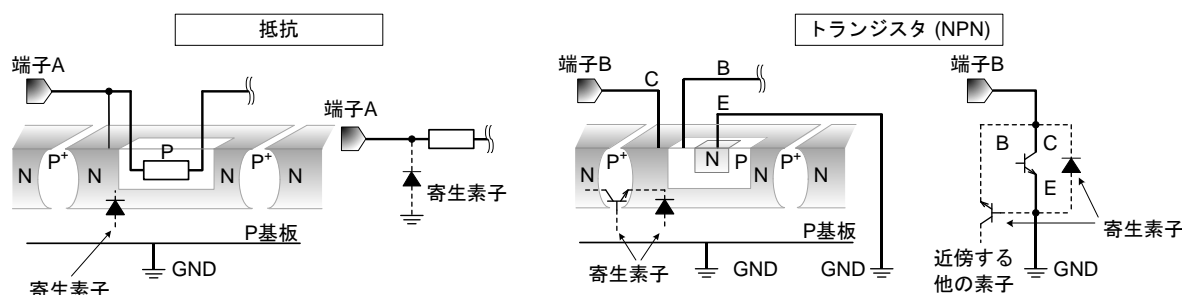 抵抗
トランジスタ (NPN)
端子A
端子A
N
P+
N
P
N
P+
N
寄生素子
P基板
GND
寄生素子
端子B
C
B
E
N
P+
N
P
N
P+
N
P基板
寄生素子
GND
GND
端子B
B
C
E
寄生素子
近傍する
他の素子
GND